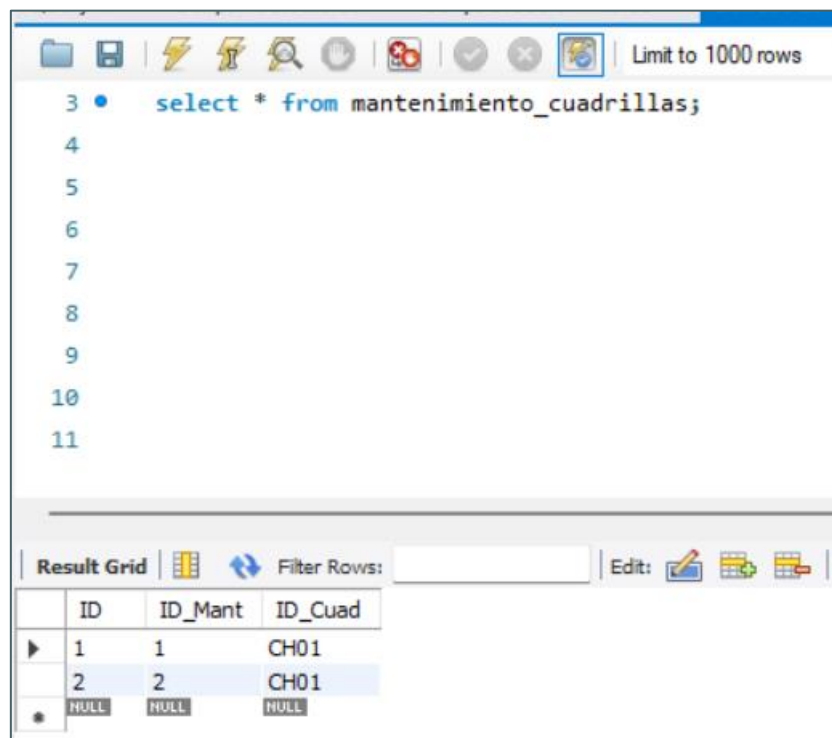 Limit to 1000 rows
3 select * from mantenimiento_cuadrillas;
4
5
6
7
8
9
10
11
Result Grid Filter Rows: Edit:
ID ID_Mant ID_Cuad
1 1 CH01
2 2 CH01
NULL NULL NULL